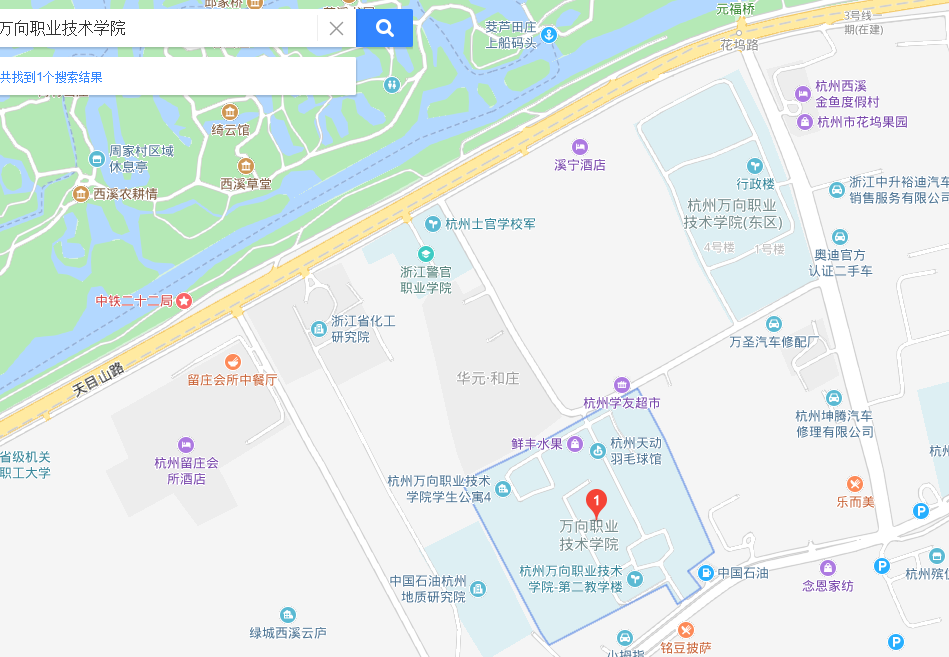 万向职业技术学院
共找到1个搜索结果
元福桥
3号线
期(在建)
茭芦田庄
上船码头
花坞路
杭州西溪
金鱼度假村
杭州市花坞果园
绮云馆
周家村区域
休息亭
西溪草堂
西溪农耕情
溪宁酒店
行政楼
浙江中升裕迪汽车
销售服务有限公司
杭州万向职业
技术学院(东区)
4号楼
1号楼
杭州士官学校军
奥迪官方
认证二手车
浙江警官
职业学院
中铁二十二局
浙江省化工
研究院
万圣汽车修配厂
天目山路
留庄会所中餐厅
华元·和庄
杭州学友超市
杭州坤腾汽车
修理有限公司
鲜丰水果
杭州天动
羽毛球馆
省级机关
职工大学
杭州留庄会
所酒店
杭州万向职业技术
学院学生公寓4
杭州
乐而美
1
万向职业
技术学院
P
中国石油杭州
地质研究院
杭州万向职业技术
学院-第二教学楼
中国石油
念恩家纺
P
杭州殡仪
绿城西溪云庐
小拇指
铭豆披萨
P